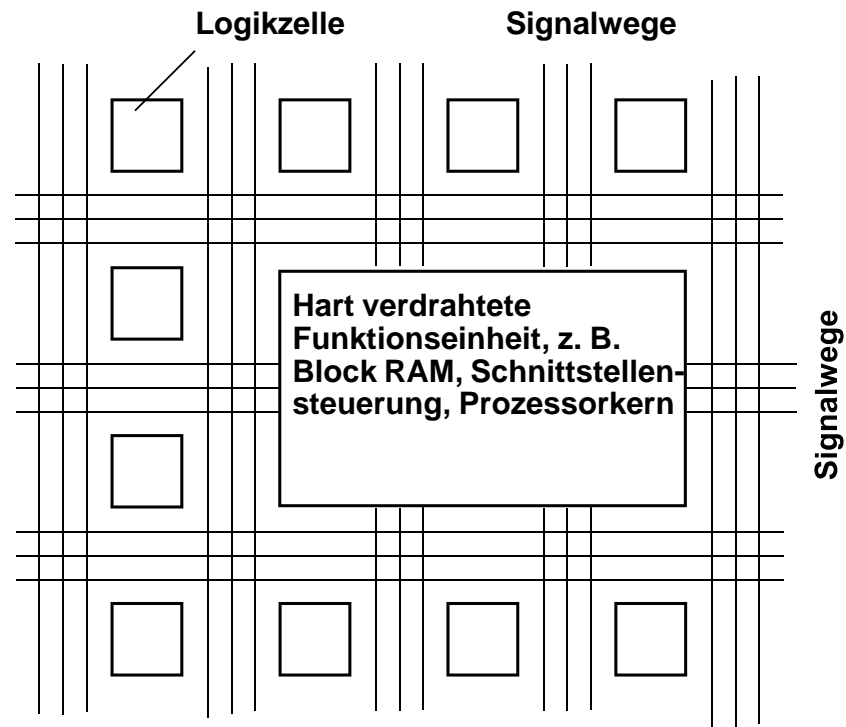 Logikzelle
Signalwege
Hart verdrahtete
Funktionseinheit, z. B.
Block RAM, Schnittstellen-
steuerung, Prozessorkern
Signalwege